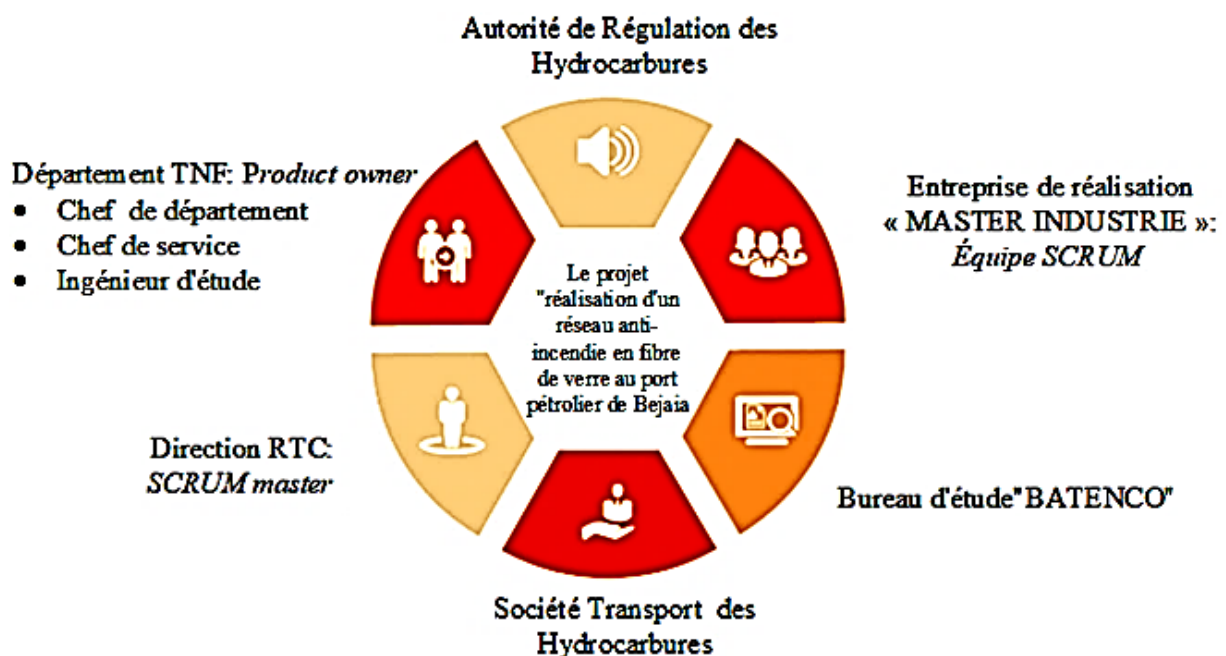 Autorité de Régulation des
Hydrocarbures
Département TNF: Product owner
• Chef de département
• Chef de service
• Ingénieur d'étude
Entreprise de réalisation
« MASTER INDUSTRIE »:
Équipe SCRUM
Le projet
"réalisation d'un
réseau anti-
incendie en fibre
de verre au port
pétrolier de Bejaia
Direction RTC:
SCRUM master
Bureau d'étude"BATENCO"
Société Transport des
Hydrocarbures